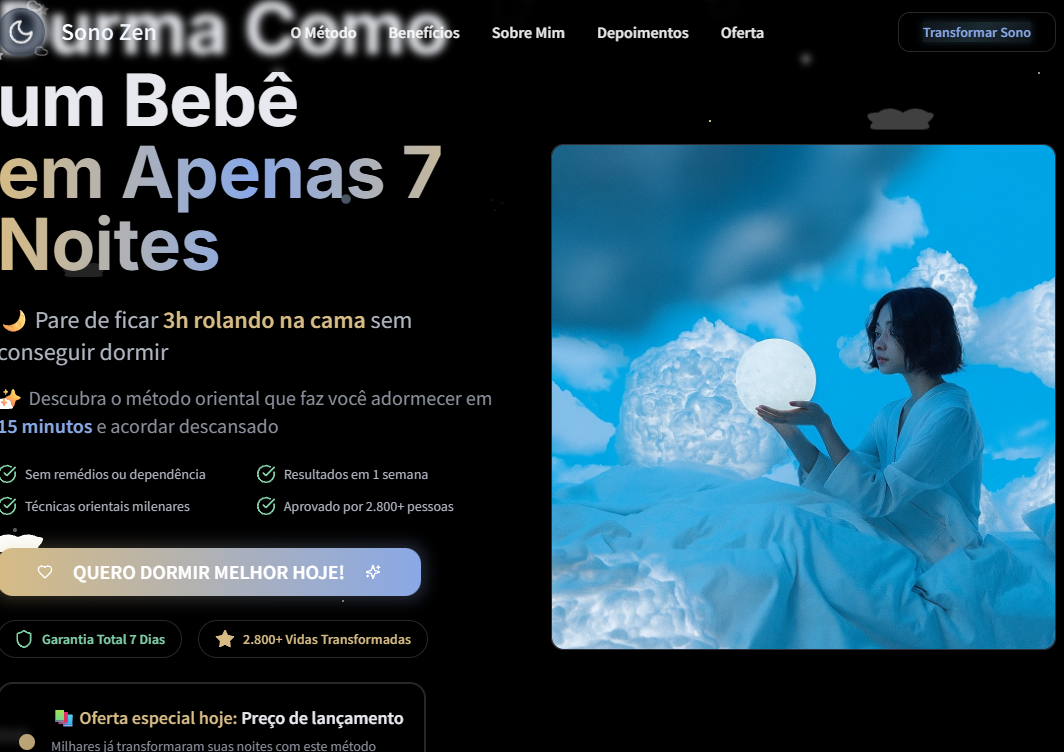 Sono Zen
O Método
Benefícios
Sobre Mim
Depoimentos
Oferta
Transformar Sono
Durma Como
um Bebê
em Apenas 7
Noites
🌙 Pare de ficar 3h rolando na cama sem
conseguir dormir
✨ Descubra o método oriental que faz você adormecer em
15 minutos e acordar descansado
Sem remédios ou dependência
Resultados em 1 semana
Técnicas orientais milenares
Aprovado por 2.800+ pessoas
QUERO DORMIR MELHOR HOJE!
Garantia Total 7 Dias
2.800+ Vidas Transformadas
Oferta especial hoje: Preço de lançamento
Milhares já transformaram suas noites com este método